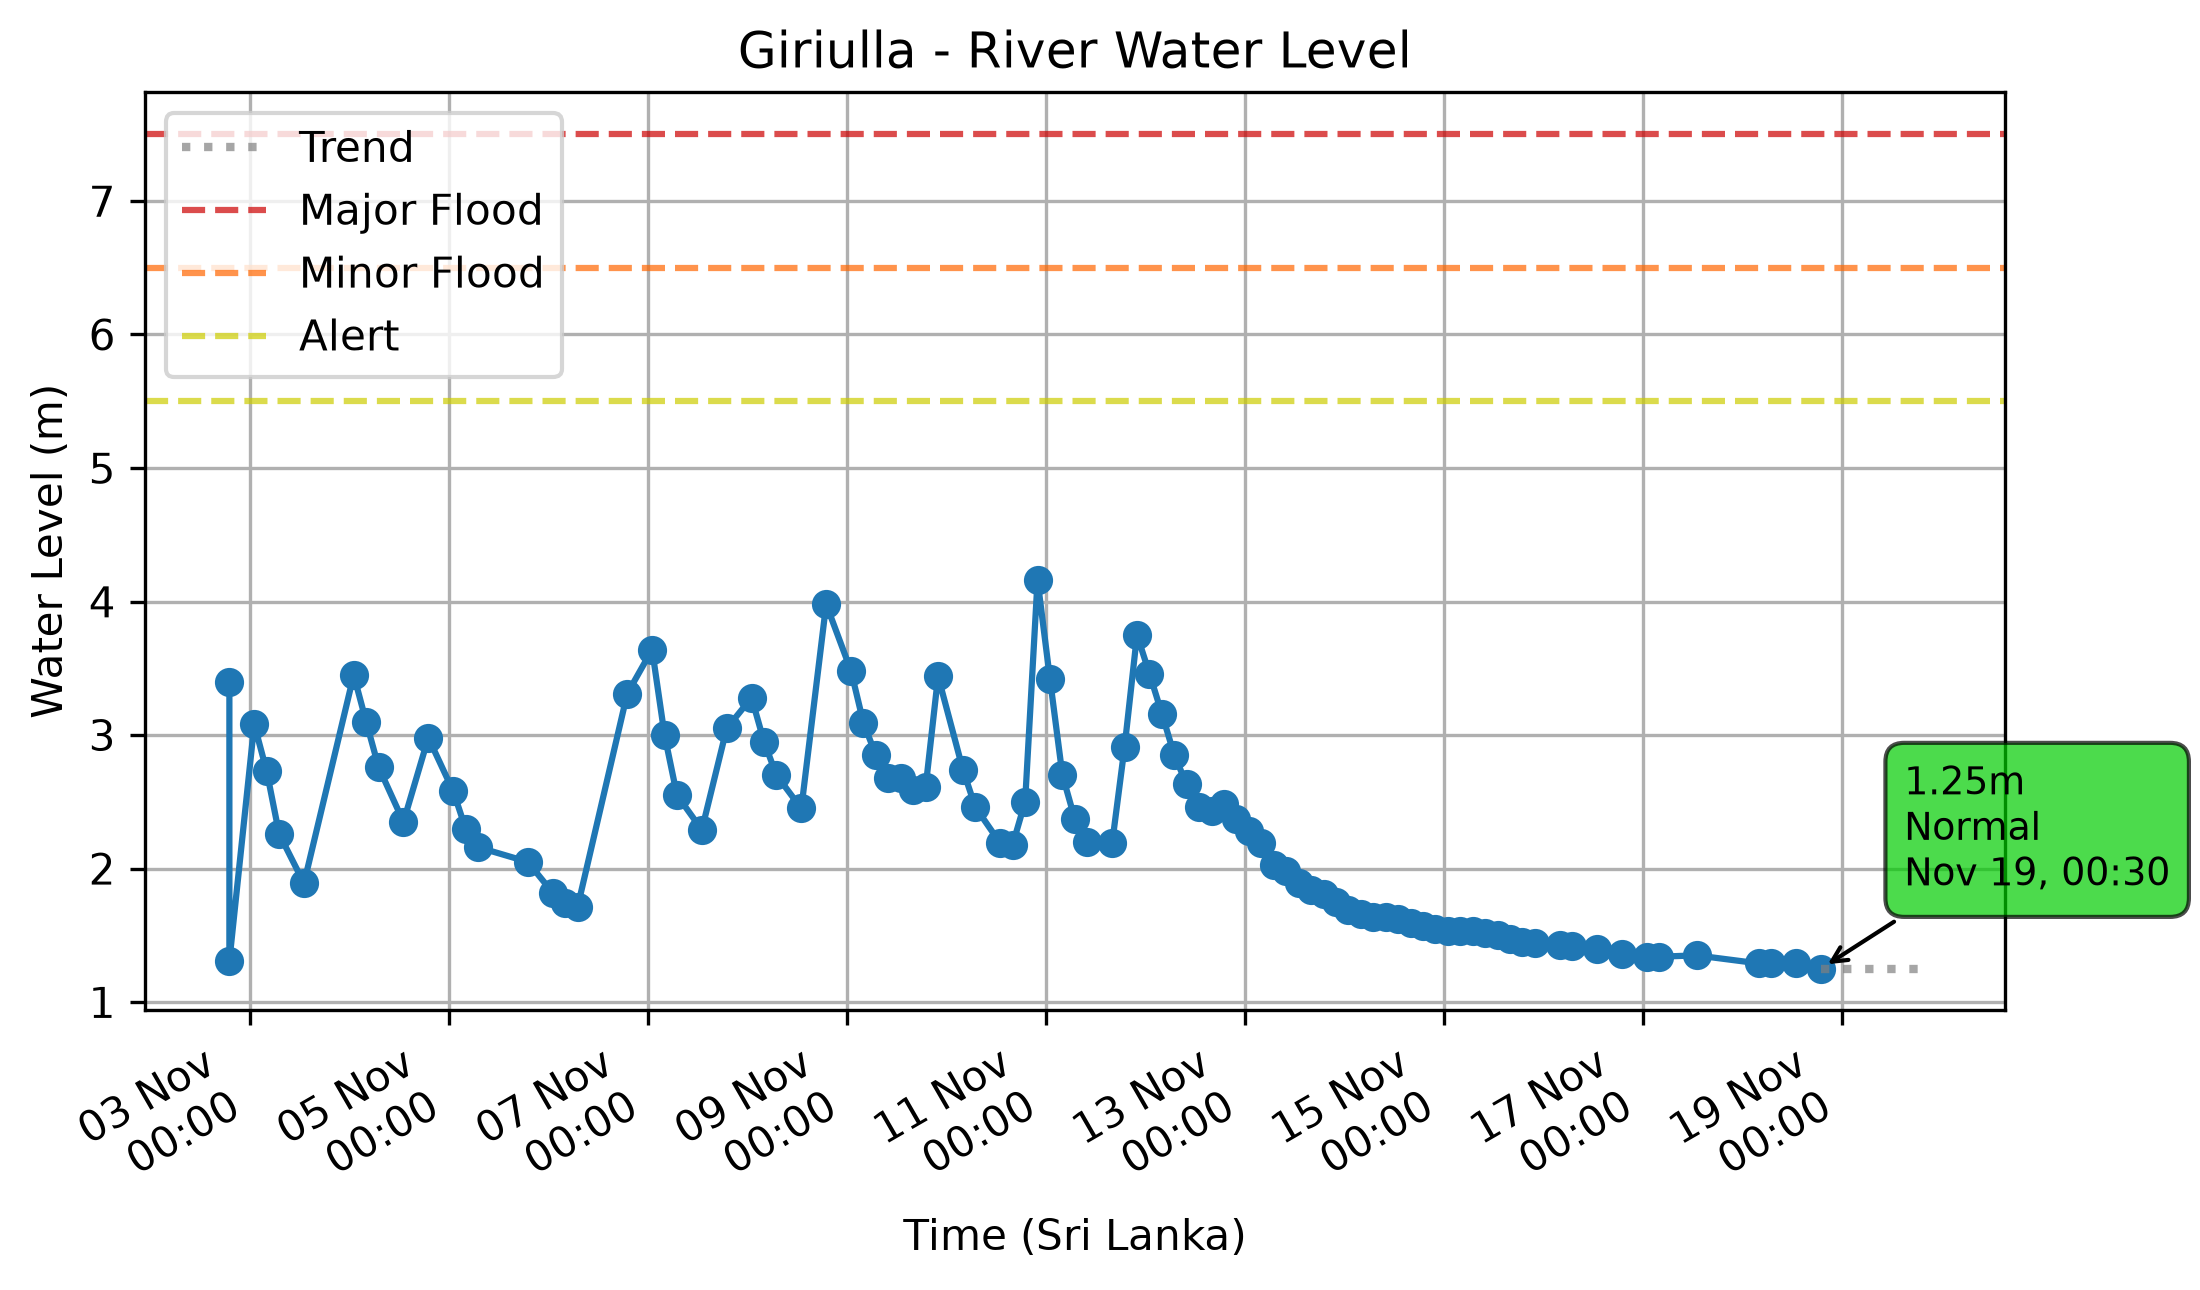 Giriulla - River Water Level
Trend
Major Flood
Minor Flood
Alert
Water Level (m)
7
6
5
4
3
2
1
1.25m
Normal
Nov 19, 00:30
03 Nov
00:00
05 Nov
00:00
07 Nov
00:00
09 Nov
00:00
11 Nov
00:00
13 Nov
00:00
15 Nov
00:00
17 Nov
00:00
19 Nov
00:00
Time (Sri Lanka)